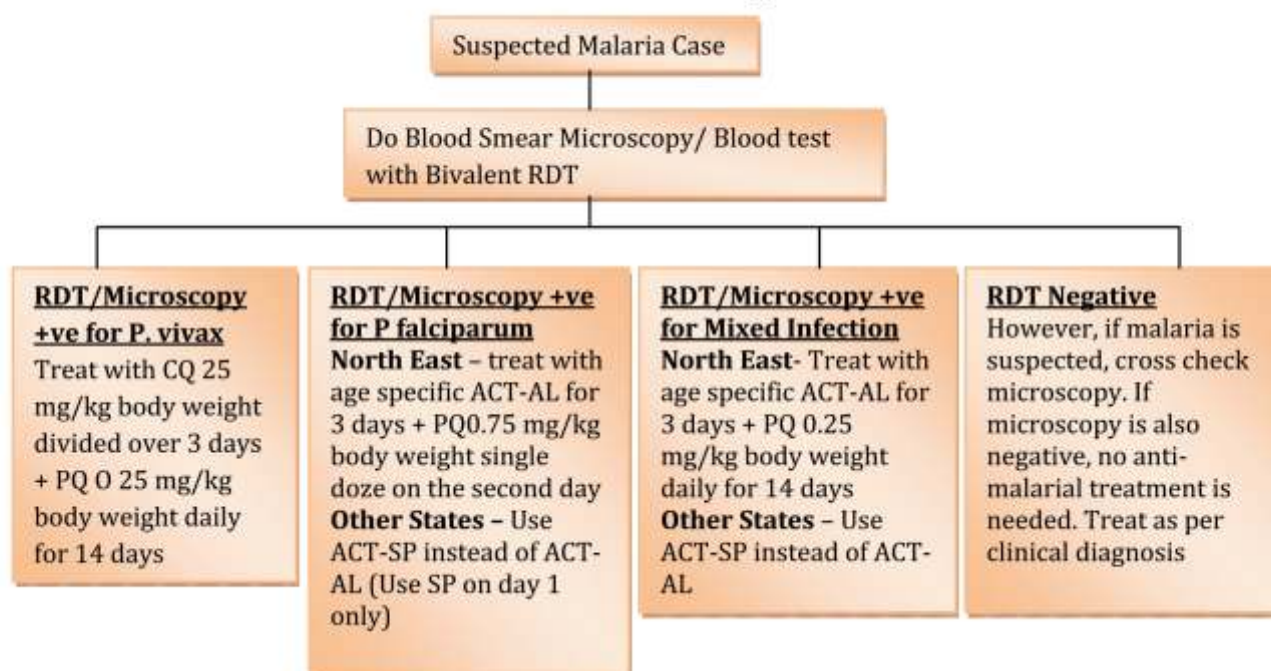 Suspected Malaria Case
Do Blood Smear Microscopy/ Blood test
with Bivalent RDT
RDT/Microscopy
+ve for P. vivax
Treat with CQ 25
mg/kg body weight
divided over 3 days
+ PQ O 25 mg/kg
body weight daily
for 14 days
RDT/Microscopy +ve
for P falciparum
North East – treat with
age specific ACT-AL for
3 days + PQ0.75 mg/kg
body weight single
doze on the second day
Other States – Use
ACT-SP instead of ACT-
AL (Use SP on day 1
only)
RDT/Microscopy +ve
for Mixed Infection
North East- Treat with
age specific ACT-AL for
3 days + PQ 0.25
mg/kg body weight
daily for 14 days
Other States – Use
ACT-SP instead of ACT-
AL
RDT Negative
However, if malaria is
suspected, cross check
microscopy. If
microscopy is also
negative, no anti-
malarial treatment is
needed. Treat as per
clinical diagnosis